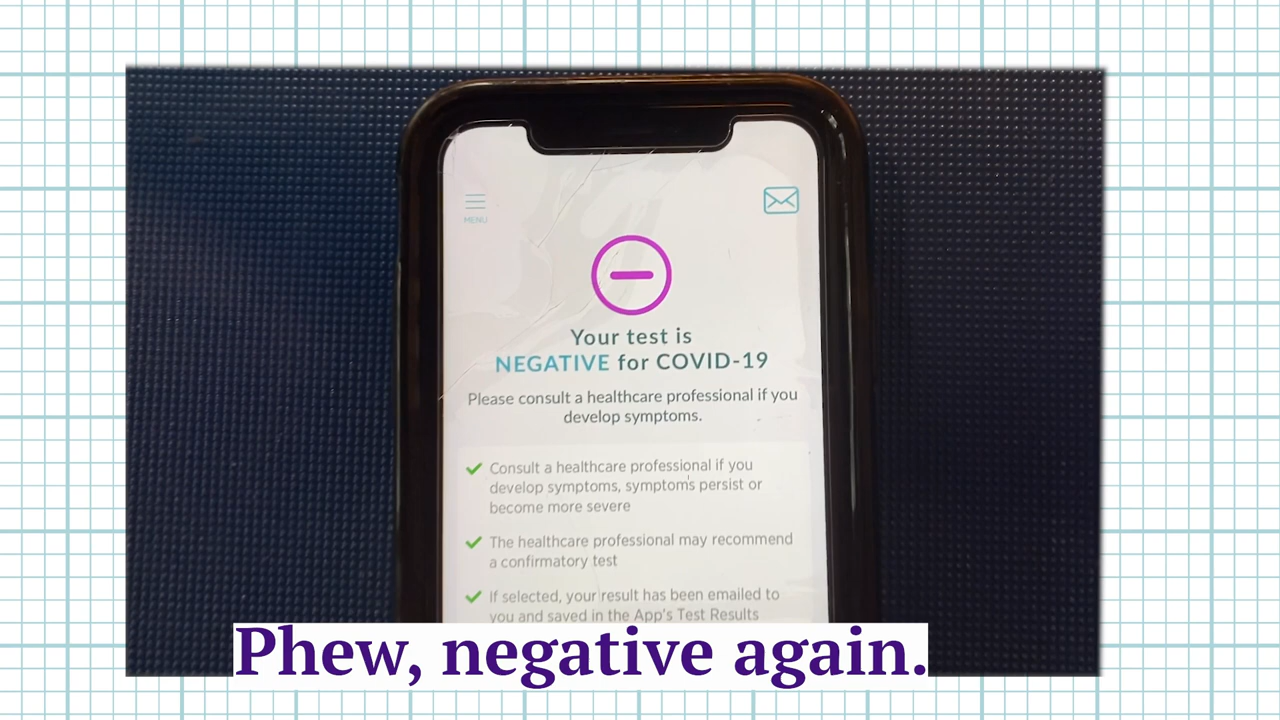 MENU
Your test is
NEGATIVE for COVID-19
Please consult a healthcare professional if you
develop symptoms.
Consult a healthcare professional if you
develop symptoms, symptoms persist or
become more severe
The healthcare professional may recommend
a confirmatory test
If selected, your result has been emailed to
you and saved in the App's Test Results
Phew, negative again.